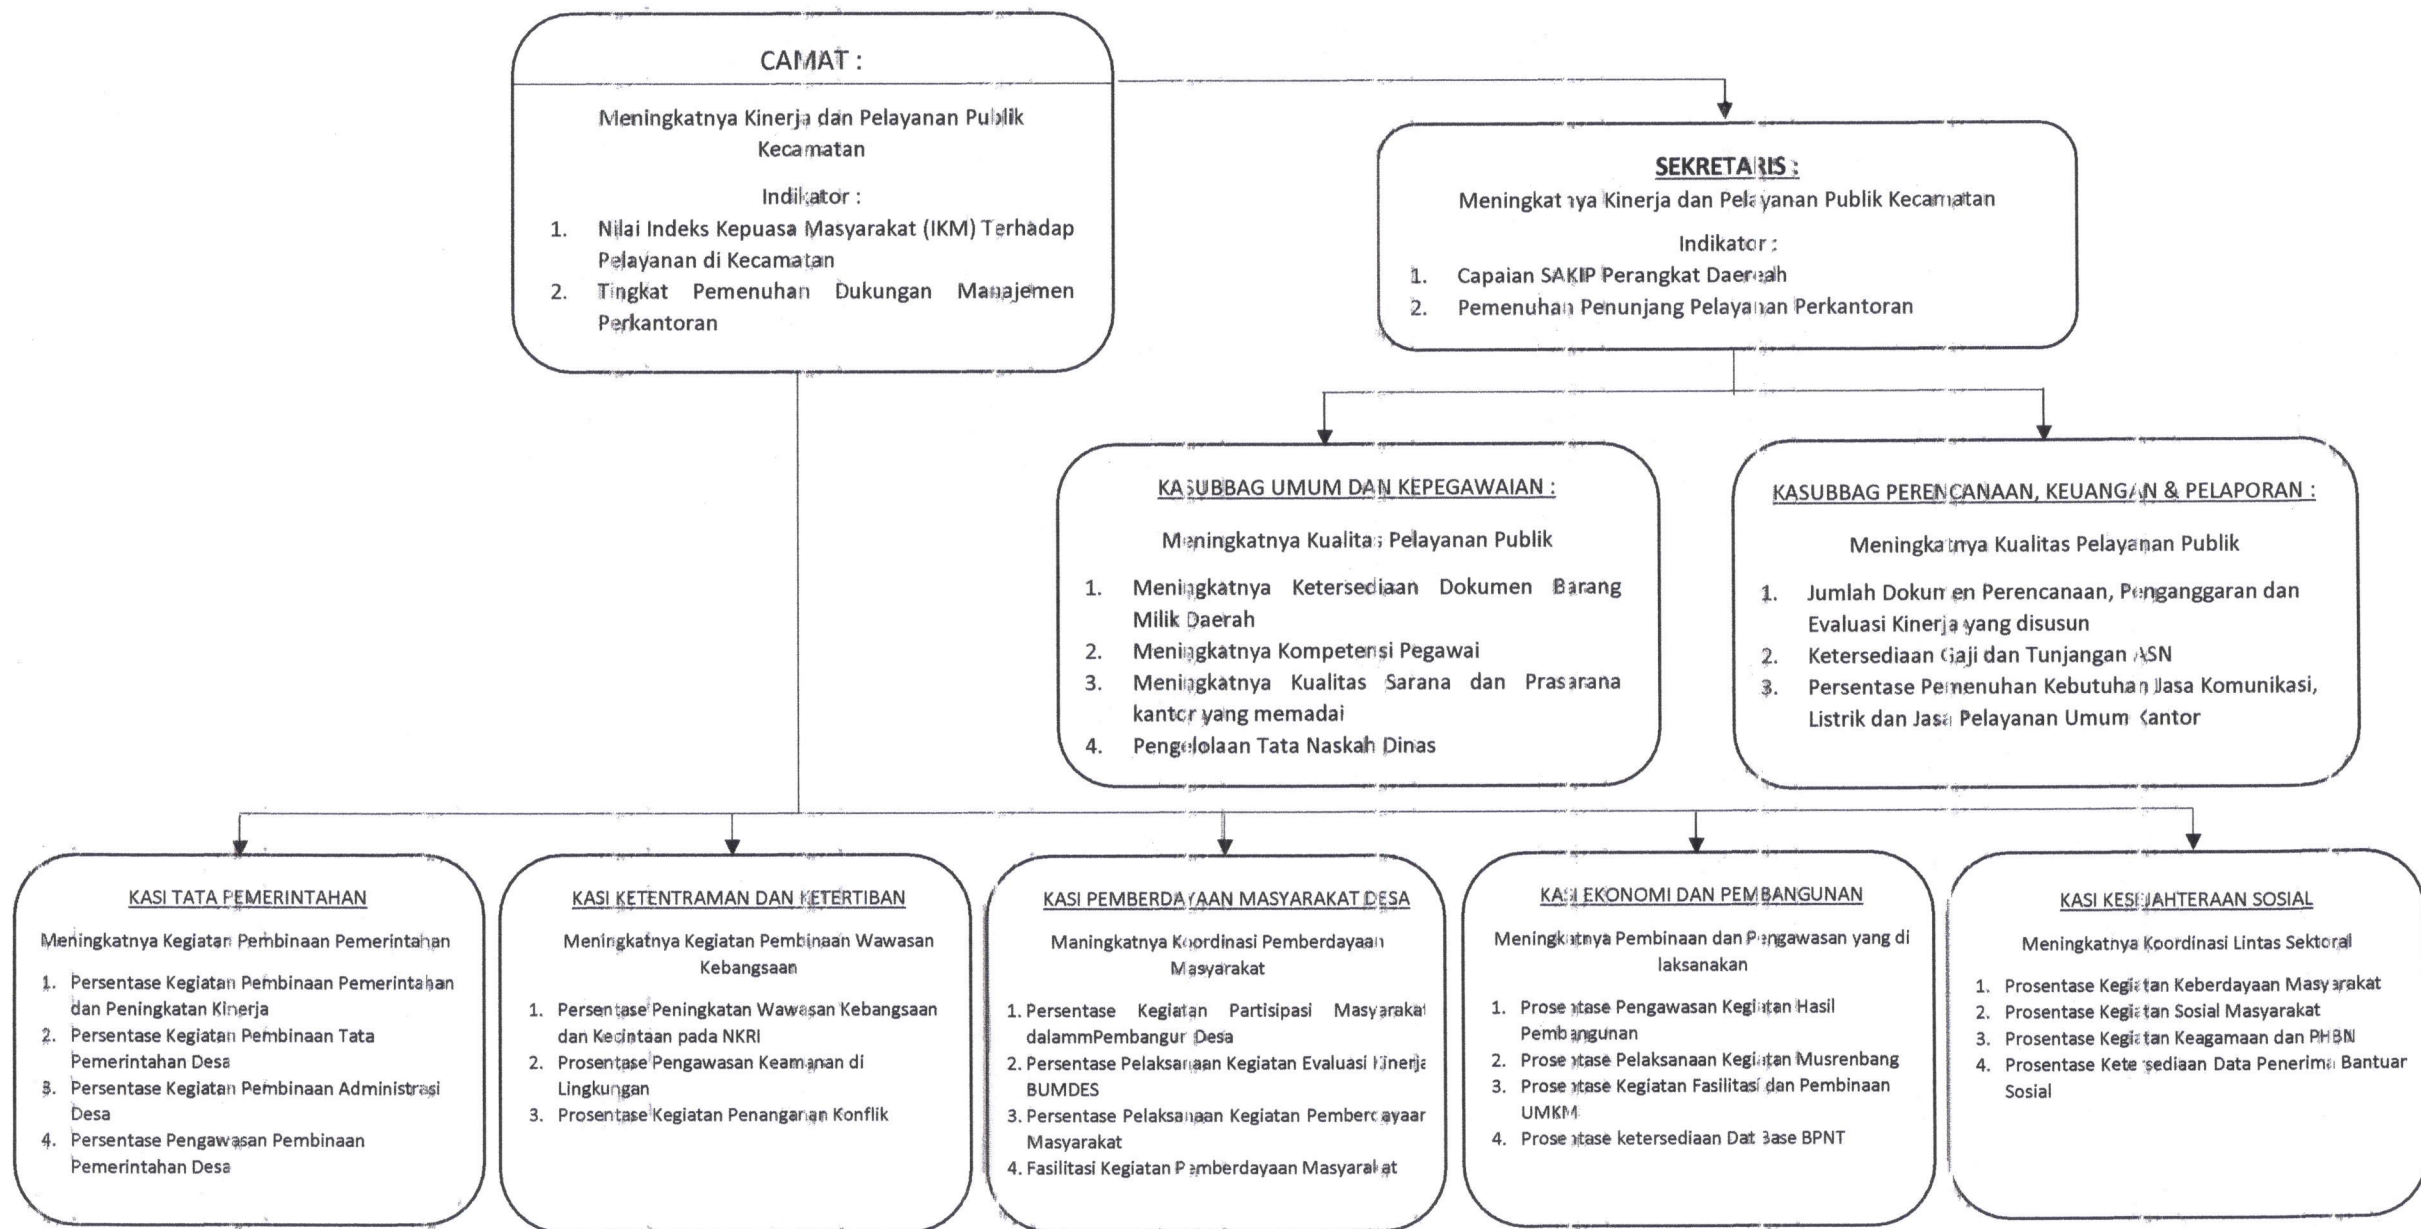 CAMAT :
Meningkatnya Kinerja dan Pelayanan Publik
Kecamatan
Indikator :
1. Nilai Indeks Kepuasa Masyarakat (IKM) Terhadap
Pelayanan di Kecamatan
2. Tingkat Pemenuhan Dukungan Manajemen
Perkantoran
SEKRETARIS :
Meningkatnya Kinerja dan Pelayanan Publik Kecamatan
Indikator :
1. Capaian SAKIP Perangkat Daereah
2. Pemenuhan Penunjang Pelayanan Perkantoran
KASUBBAG UMUM DAN KEPEGAWAIAN :
Meningkatnya Kualitas Pelayanan Publik
1. Meningkatnya Ketersediaan Dokumen Barang
Milik Daerah
2. Meningkatnya Kompetensi Pegawai
3. Meningkatnya Kualitas Sarana dan Prasarana
kantor yang memadai
4. Pengelolaan Tata Naskah Dinas
KASUBBAG PERENCANAAN, KEUANGAN & PELAPORAN :
Meningkatnya Kualitas Pelayanan Publik
1. Jumlah Dokumen Perencanaan, Penganggaran dan
Evaluasi Kinerja yang disusun
2. Ketersediaan Gaji dan Tunjangan ASN
3. Persentase Pemenuhan Kebutuhan Jasa Komunikasi,
Listrik dan Jasa Pelayanan Umum Kantor
KASI TATA PEMERINTAHAN
Meningkatnya Kegiatan Pembinaan Pemerintahan
1. Persentase Kegiatan Pembinaan Pemerintahan
dan Peningkatan Kinerja
2. Persentase Kegiatan Pembinaan Tata
Pemerintahan Desa
3. Persentase Kegiatan Pembinaan Administrasi
Desa
4. Persentase Pengawasan Pembinaan
Pemerintahan Desa
KASI KETENTRAMAN DAN KETERTIBAN
Meningkatnya Kegiatan Pembinaan Wawasan
Kebangsaan
1. Persentase Peningkatan Wawasan Kebangsaan
dan Kecintaan pada NKRI
2. Prosentase Pengawasan Keamanan di
Lingkungan
3. Prosentase Kegiatan Penanganan Konflik
KASI PEMBERDAYAAN MASYARAKAT DESA
Maningkatnya Koordinasi Pemberdayaan
Masyarakat
1. Persentase Kegiatan Partisipasi Masyarakat
dalammPembangun Desa
2. Persentase Pelaksanaan Kegiatan Evaluasi Kinerja
BUMDES
3. Persentase Pelaksanaan Kegiatan Pemberdayaan
Masyarakat
4. Fasilitasi Kegiatan Pemberdayaan Masyarakat
KASI EKONOMI DAN PEMBANGUNAN
Meningkatnya Pembinaan dan Pengawasan yang di
laksanakan
1. Prosentase Pengawasan Kegiatan Hasil
Pembangunan
2. Prosentase Pelaksanaan Kegiatan Musrenbang
3. Prosentase Kegiatan Fasilitasi dan Pembinaan
UMKM
4. Prosentase ketersediaan Dat Base BPNT
KASI KESEJAHTERAAN SOSIAL
Meningkatnya Koordinasi Lintas Sektoral
1. Prosentase Kegiatan Keberdayaan Masyarakat
2. Prosentase Kegiatan Sosial Masyarakat
3. Prosentase Kegiatan Keagamaan dan PHBN
4. Prosentase Ketersediaan Data Penerima Bantuan
Sosial